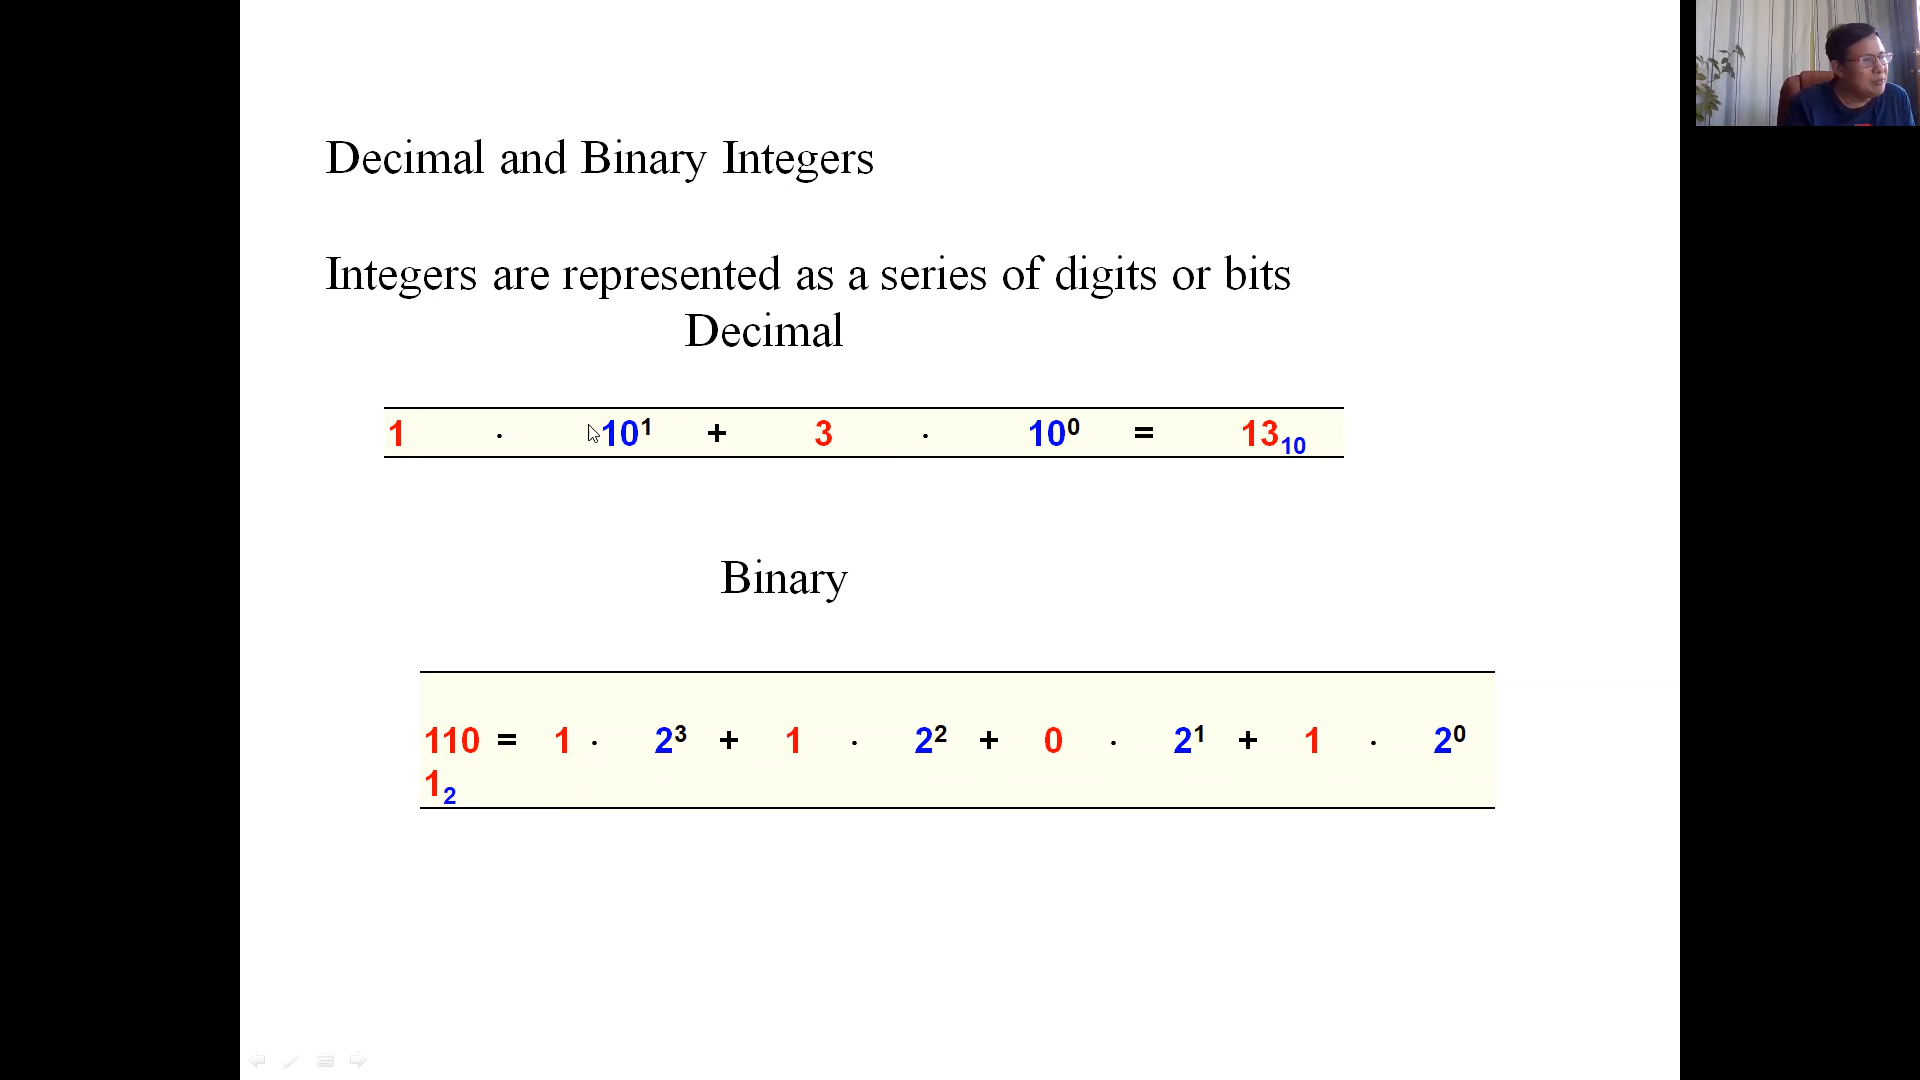 Decimal and Binary Integers
Integers are represented as a series of digits or bits
Decimal
1 · 10¹ + 3 · 10⁰ = 13₁₀
Binary
110 = 1 · 2³ + 1 · 2² + 0 · 2¹ + 1 · 2⁰
1₂